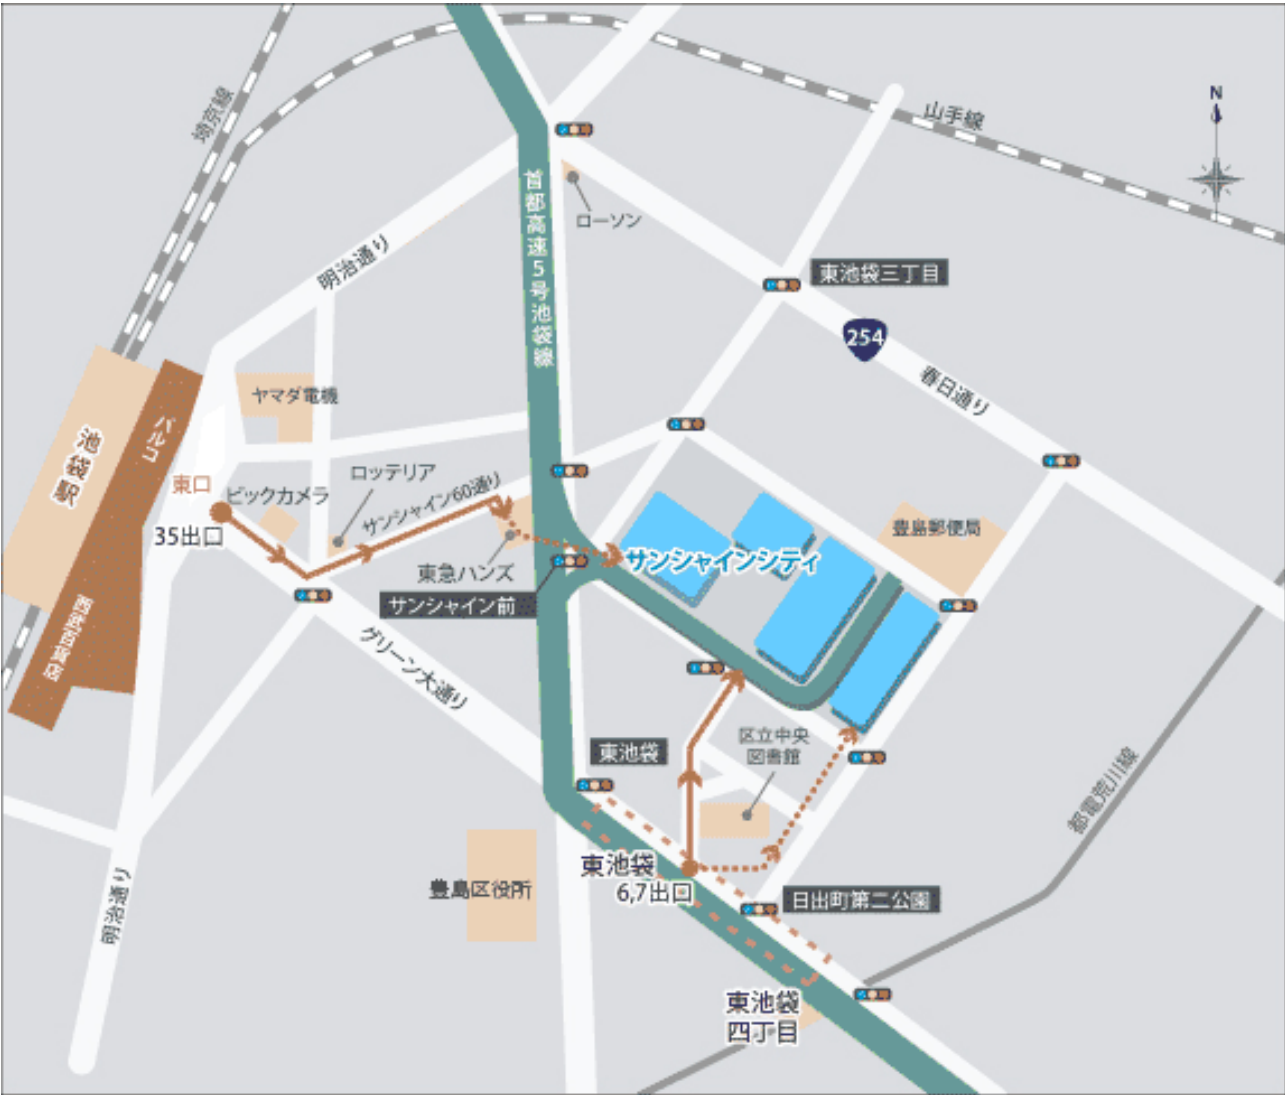 埼京線
山手線
N
ローソン
首都高速5号池袋線
明治通り
東池袋三丁目
254
春日通り
ヤマダ電機
パルコ
池袋駅
東口
ビックカメラ
ロッテリア
サンシャイン60通り
35出口
東急ハンズ
サンシャイン前
サンシャインシティ
豊島郵便局
西武百貨店
グリーン大通り
東池袋
区立中央
図書館
都電荒川線
豊島区役所
東池袋
6,7出口
日出町第二公園
明治通り
東池袋
四丁目